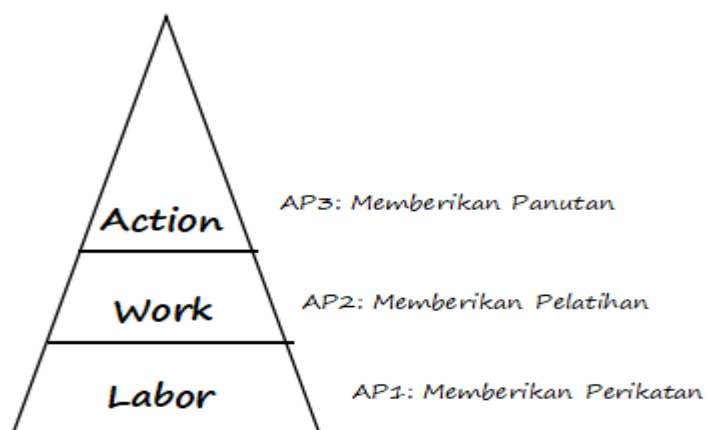 Action
AP3: Memberikan Panutan
Work
AP2: Memberikan Pelatihan
Labor
AP1: Memberikan Perikatan